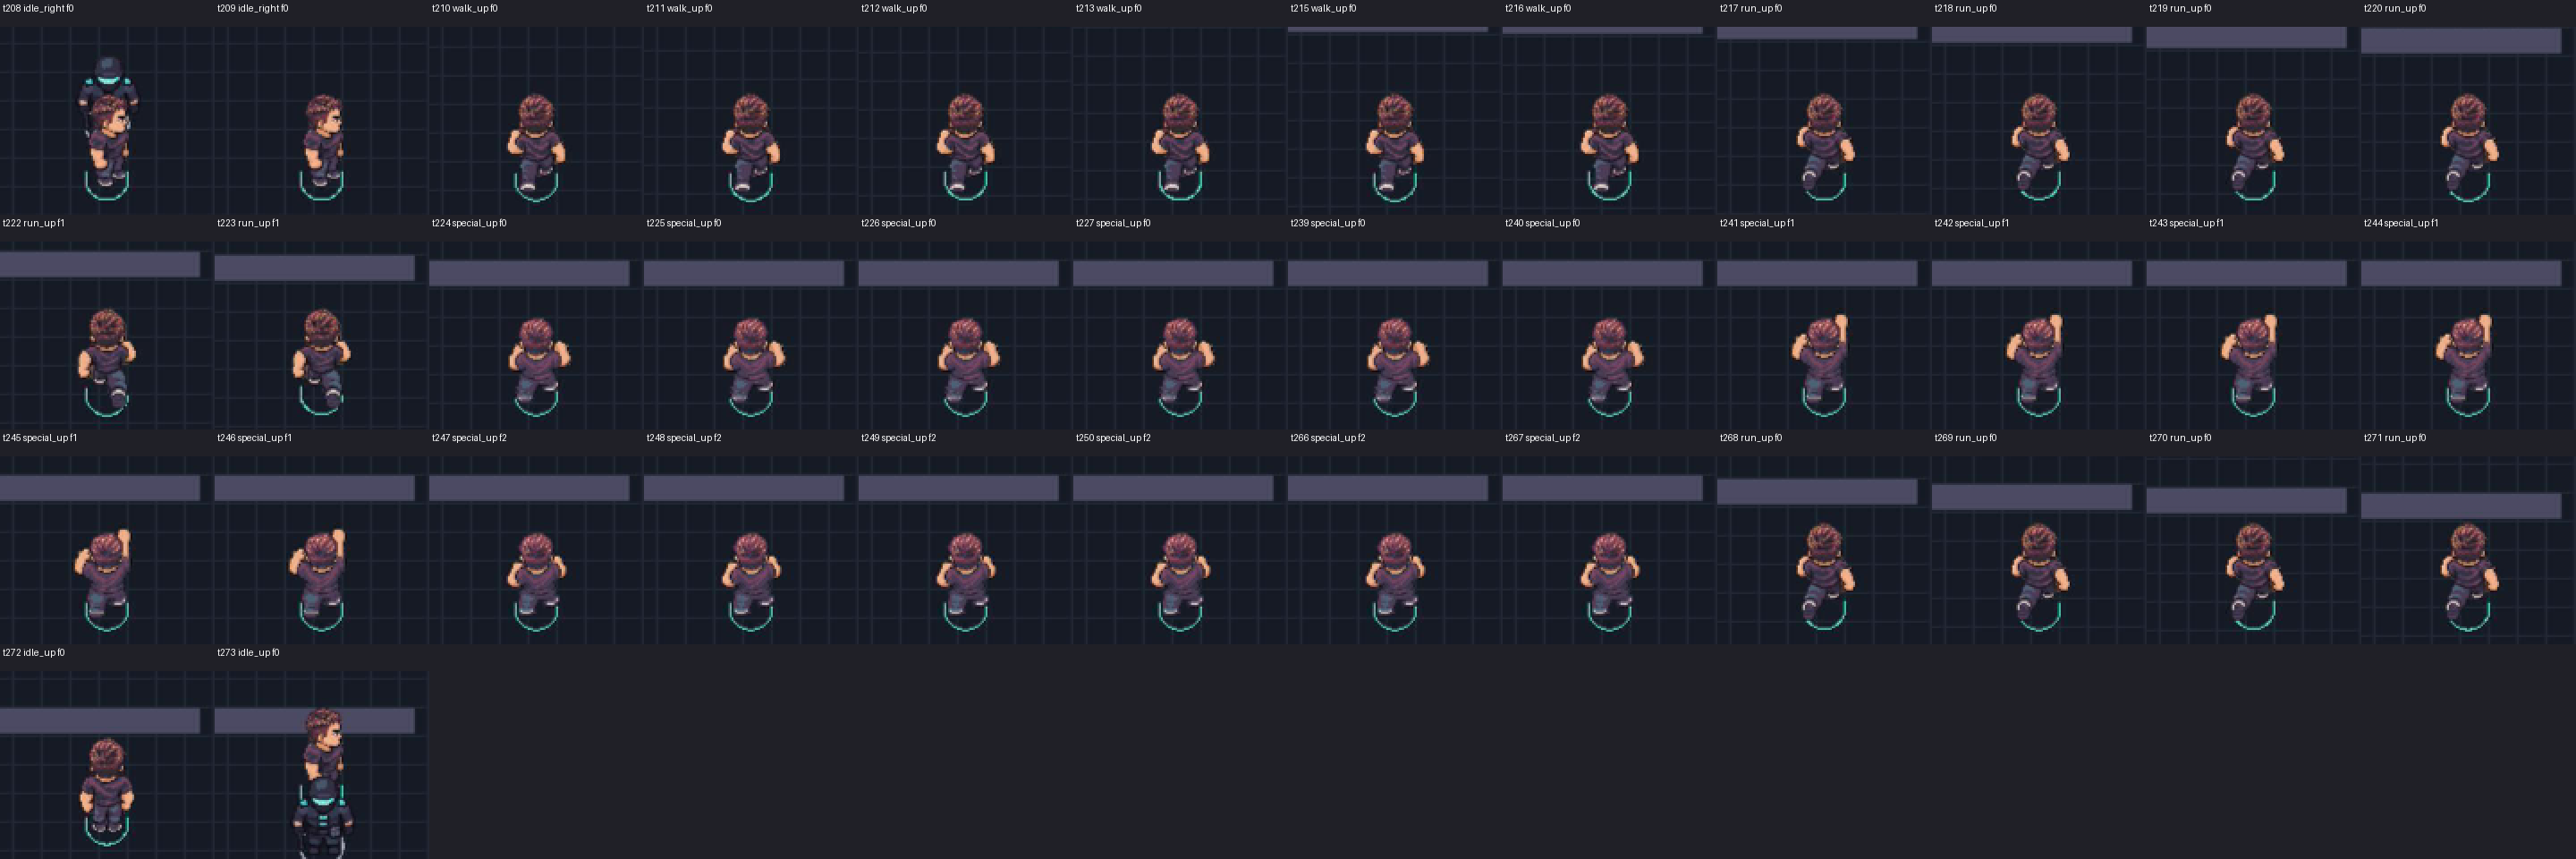 t208 idle_right f0 t209 idle_right f0 t210 walk_up f0 t211 walk_up f0 t212 walk_up f0 t213 walk_up f0 t215 walk_up f0 t216 walk_up f0 t217 run_up f0 t218 run_up f0 t219 run_up f0 t220 run_up f0
t222 run_up f1 t223 run_up f1 t224 special_up f0 t225 special_up f0 t226 special_up f0 t227 special_up f0 t239 special_up f0 t240 special_up f0 t241 special_up f1 t242 special_up f1 t243 special_up f1 t244 special_up f1
t245 special_up f1 t246 special_up f1 t247 special_up f2 t248 special_up f2 t249 special_up f2 t250 special_up f2 t266 special_up f2 t267 special_up f2 t268 run_up f0 t269 run_up f0 t270 run_up f0 t271 run_up f0
t272 idle_up f0 t273 idle_up f0